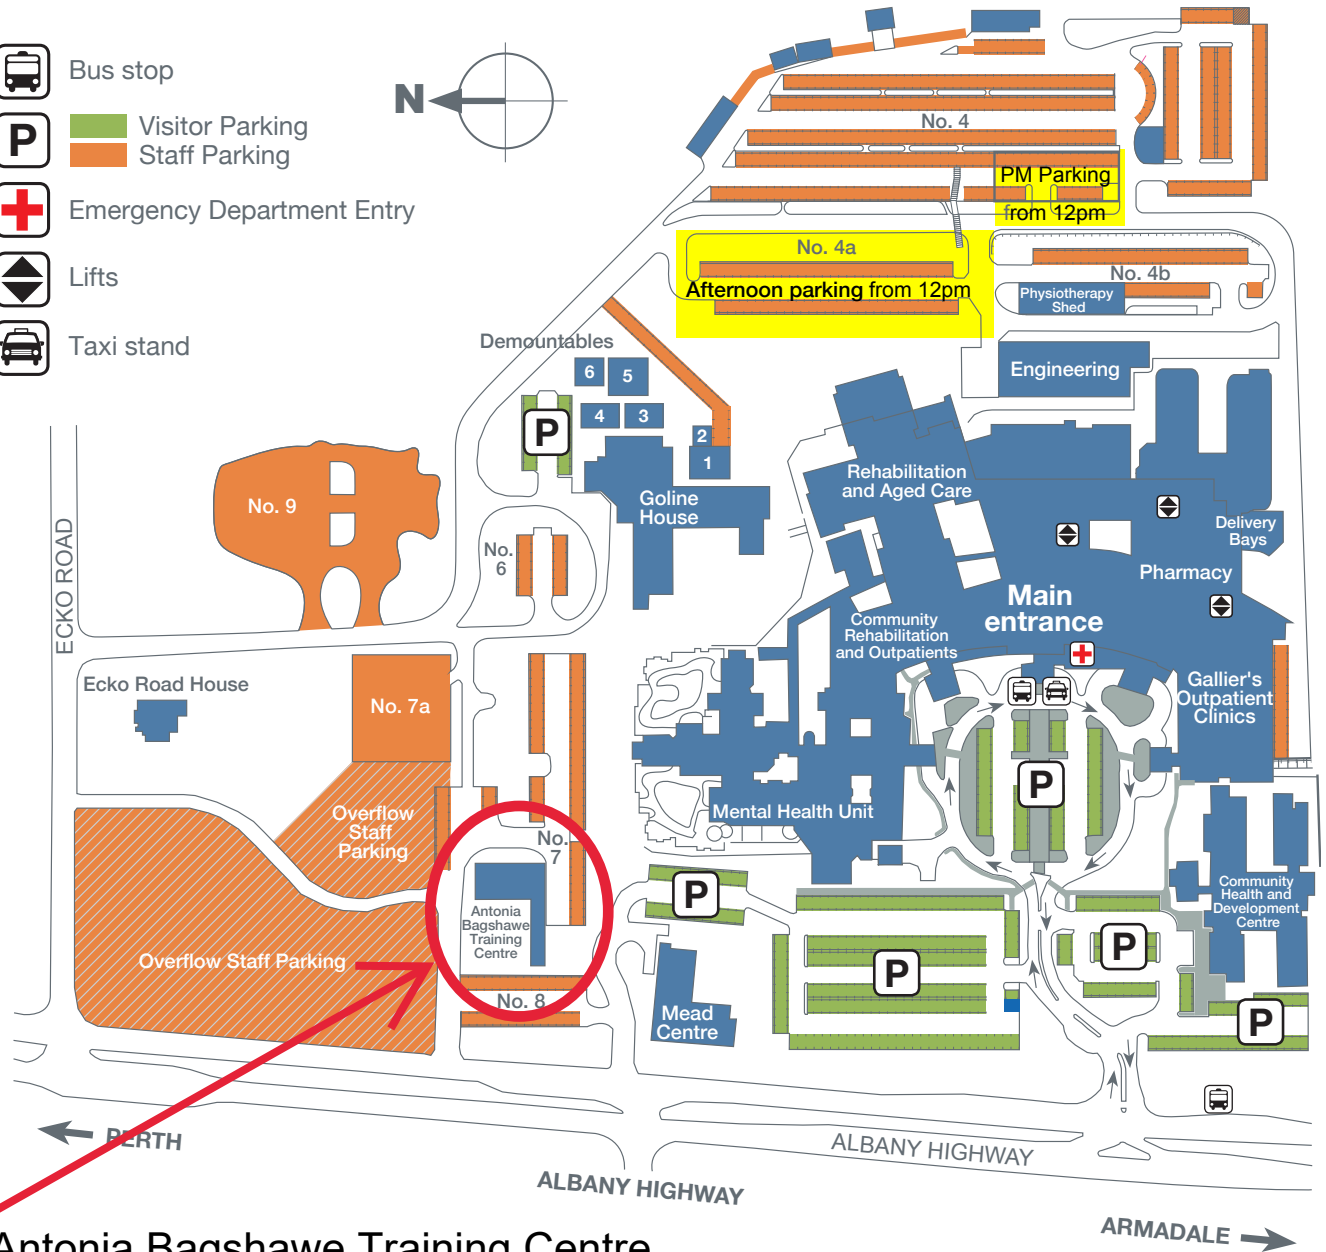 Bus stop
P
Visitor Parking
Staff Parking
Emergency Department Entry
Lifts
Taxi stand
N
No. 4
PM Parking
from 12pm
No. 4a
Afternoon parking from 12pm
No. 4b
Physiotherapy
Shed
Engineering
Demountables
6
5
4
3
2
1
P
Goline
House
Rehabilitation
and Aged Care
Delivery
Bays
Pharmacy
Main
entrance
Community
Rehabilitation
and Outpatients
Gallier's
Outpatient
Clinics
No. 9
No.
6
ECKO ROAD
Ecko Road House
No. 7a
Overflow
Staff
Parking
No.
7
Mental Health Unit
P
P
Antonia
Bagshawe
Training
Centre
Overflow Staff Parking
No. 8
Mead
Centre
P
P
P
Community
Health and
Development
Centre
PERTH
ALBANY HIGHWAY
ALBANY HIGHWAY
ARMADALE
Antonia Bagshawe Training Centre